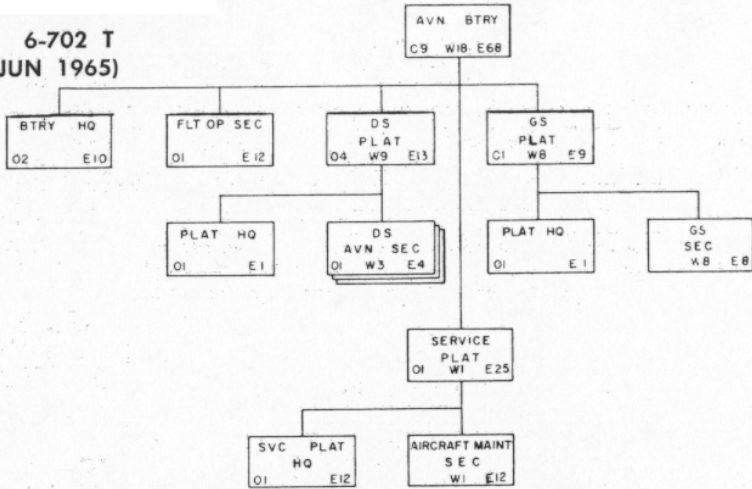 6-702 T
JUN 1965)
AVN BTRY
O9 W18 E68
BTRY HQ
O2 E10
FLT OP SEC
O1 E12
DS
PLAT
O4 W9 E13
GS
PLAT
O1 W8 E9
PLAT HQ
O1 E1
DS
AVN SEC
O1 W3 E4
PLAT HQ
O1 E1
GS
SEC
W8 E8
SERVICE
PLAT
O1 W1 E25
SVC PLAT
HQ
O1 E12
AIRCRAFT MAINT
SEC
W1 E12